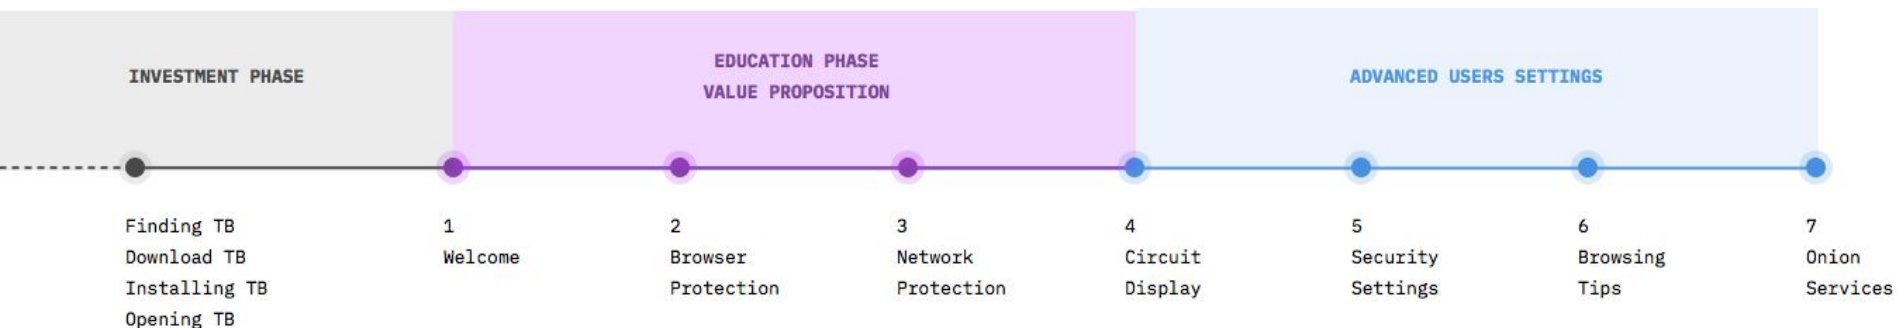 INVESTMENT PHASE
EDUCATION PHASE
VALUE PROPOSITION
ADVANCED USERS SETTINGS
Finding TB
Download TB
Installing TB
Opening TB
1
Welcome
2
Browser
Protection
3
Network
Protection
4
Circuit
Display
5
Security
Settings
6
Browsing
Tips
7
Onion
Services